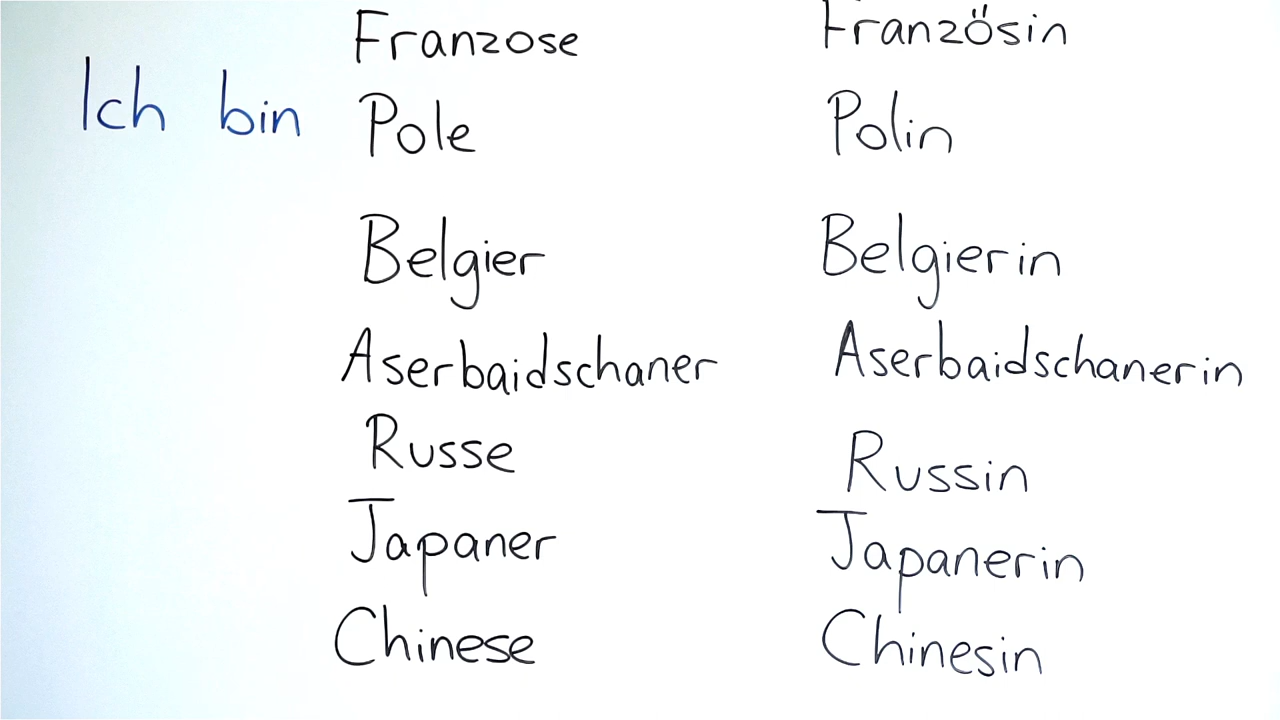 Franzose Französin
Ich bin Pole Polin
Belgier Belgierin
Aserbaidschaner Aserbaidschanerin
Russe Russin
Japaner Japanerin
Chinese Chinesin